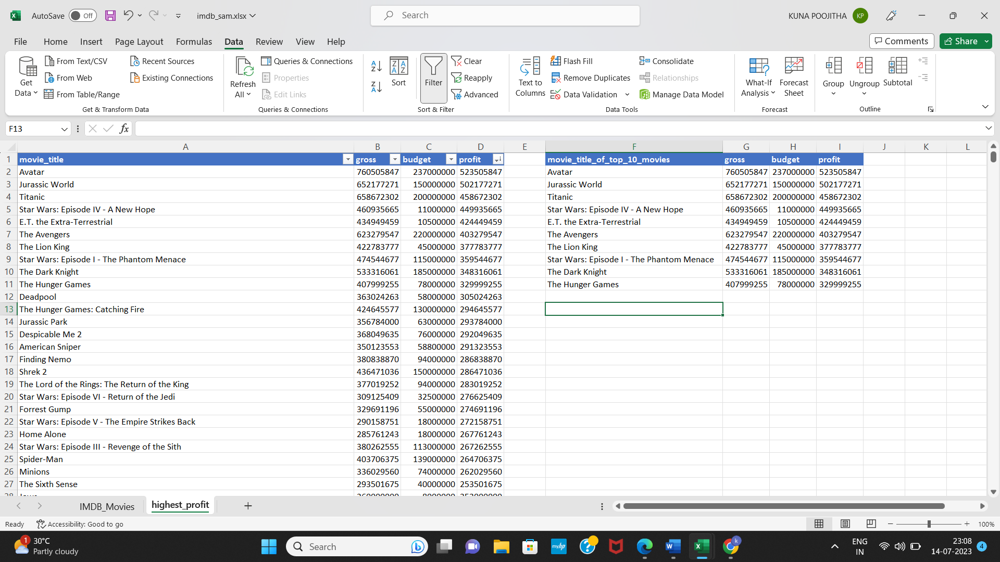 AutoSave Off imdb_sam.xlsx Search KUNA POOJITHA KP
File Home Insert Page Layout Formulas Data Review View Help Comments Share
Get Data From Text/CSV From Web From Table/Range Recent Sources Existing Connections
Get & Transform Data
Refresh All Queries & Connections Properties Edit Links
Queries & Connections
Sort Filter Clear Reapply Advanced
Sort & Filter
Text to Columns Flash Fill Remove Duplicates Data Validation Consolidate Relationships Manage Data Model
Data Tools
What-If Analysis Forecast Sheet
Forecast
Group Ungroup Subtotal
Outline
F13 fx
A B C D E F G H I J K L
1 movie_title gross budget profit movie_title_of_top_10_movies gross budget profit
2 Avatar 760505847 237000000 523505847 Avatar 760505847 237000000 523505847
3 Jurassic World 652177271 150000000 502177271 Jurassic World 652177271 150000000 502177271
4 Titanic 658672302 200000000 458672302 Titanic 658672302 200000000 458672302
5 Star Wars: Episode IV - A New Hope 460935665 11000000 449935665 Star Wars: Episode IV - A New Hope 460935665 11000000 449935665
6 E.T. the Extra-Terrestrial 434949459 10500000 424449459 E.T. the Extra-Terrestrial 434949459 10500000 424449459
7 The Avengers 623279547 220000000 403279547 The Avengers 623279547 220000000 403279547
8 The Lion King 422783777 45000000 377783777 The Lion King 422783777 45000000 377783777
9 Star Wars: Episode I - The Phantom Menace 474544677 115000000 359544677 Star Wars: Episode I - The Phantom Menace 474544677 115000000 359544677
10 The Dark Knight 533316061 185000000 348316061 The Dark Knight 533316061 185000000 348316061
11 The Hunger Games 407999255 78000000 329999255 The Hunger Games 407999255 78000000 329999255
12 Deadpool 363024263 58000000 305024263
13 The Hunger Games: Catching Fire 424645577 130000000 294645577
14 Jurassic Park 356784000 63000000 293784000
15 Despicable Me 2 368049635 76000000 292049635
16 American Sniper 350123553 58800000 291323553
17 Finding Nemo 380838870 94000000 286838870
18 Shrek 2 436471036 150000000 286471036
19 The Lord of the Rings: The Return of the King 377019252 94000000 283019252
20 Star Wars: Episode VI - Return of the Jedi 309125409 32500000 276625409
21 Forrest Gump 329691196 55000000 274691196
22 Star Wars: Episode V - The Empire Strikes Back 290158751 18000000 272158751
23 Home Alone 285761243 18000000 267761243
24 Star Wars: Episode III - Revenge of the Sith 380262555 113000000 267262555
25 Spider-Man 403706375 139000000 264706375
26 Minions 336029560 74000000 262029560
27 The Sixth Sense 293501675 40000000 253501675
IMDB_Movies highest_profit
Ready Accessibility: Good to go 100%
1 30°C Partly cloudy Search ENG IN 23:08 14-07-2023 4